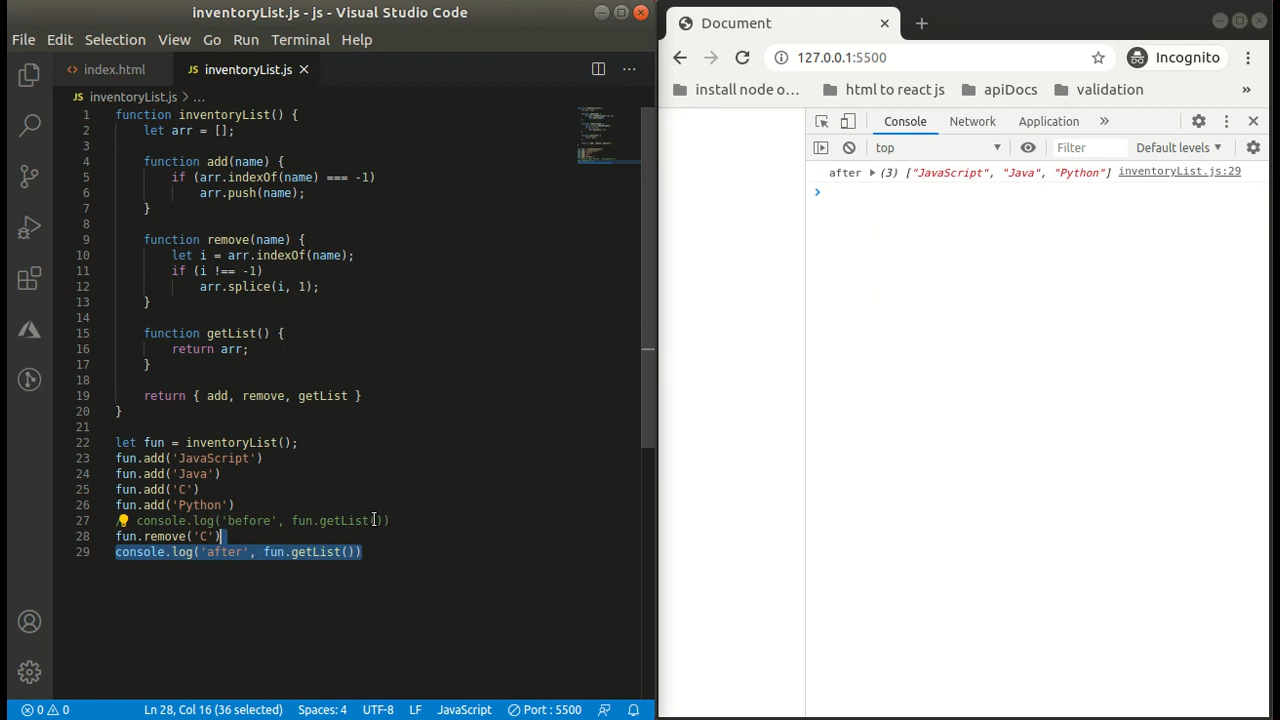 inventoryList.js - js - Visual Studio Code
File Edit Selection View Go Run Terminal Help
index.html
JS inventoryList.js
JS inventoryList.js > ...
1 function inventoryList() {
2 let arr = [];
3
4 function add(name) {
5 if (arr.indexOf(name) === -1)
6 arr.push(name);
7 }
8
9 function remove(name) {
10 let i = arr.indexOf(name);
11 if (i !== -1)
12 arr.splice(i, 1);
13 }
14
15 function getList() {
16 return arr;
17 }
18
19 return { add, remove, getList }
20 }
21
22 let fun = inventoryList();
23 fun.add('JavaScript')
24 fun.add('Java')
25 fun.add('C')
26 fun.add('Python')
27 / console.log('before', fun.getList())
28 fun.remove('C')
29 console.log('after', fun.getList())
0 0 Ln 28, Col 16 (36 selected) Spaces: 4 UTF-8 LF JavaScript Port : 5500
Document
127.0.0.1:5500 Incognito
install node o... html to react js apiDocs validation »
Console Network Application »
top Filter Default levels
after (3) ["JavaScript", "Java", "Python"] inventoryList.js:29